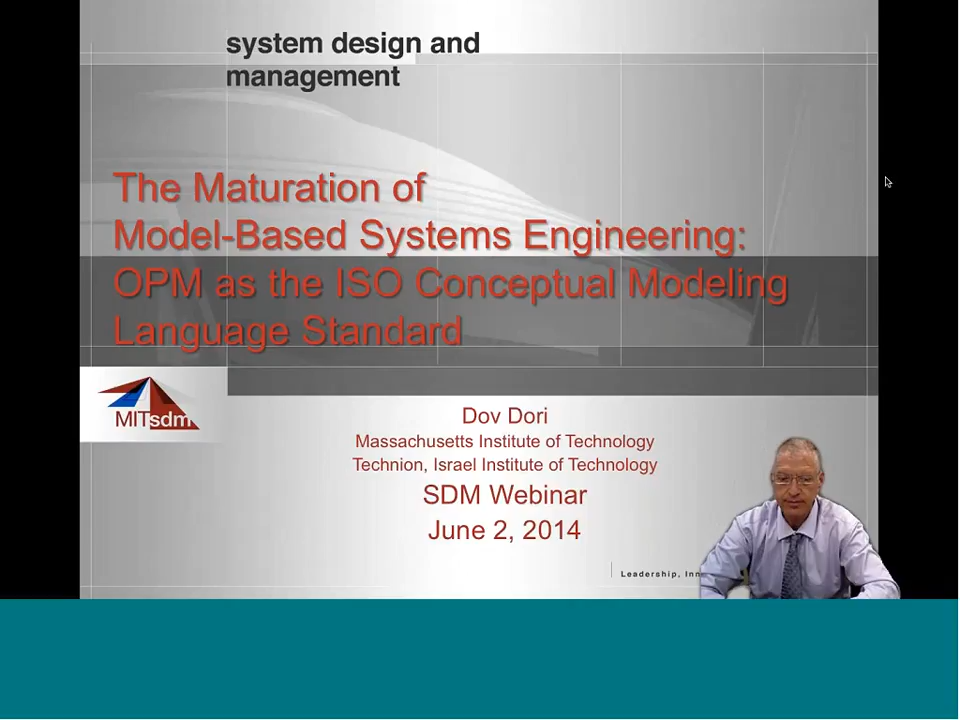 system design and
management
The Maturation of
Model-Based Systems Engineering:
OPM as the ISO Conceptual Modeling
Language Standard
MITsdm
Dov Dori
Massachusetts Institute of Technology
Technion, Israel Institute of Technology
SDM Webinar
June 2, 2014
Leadership,